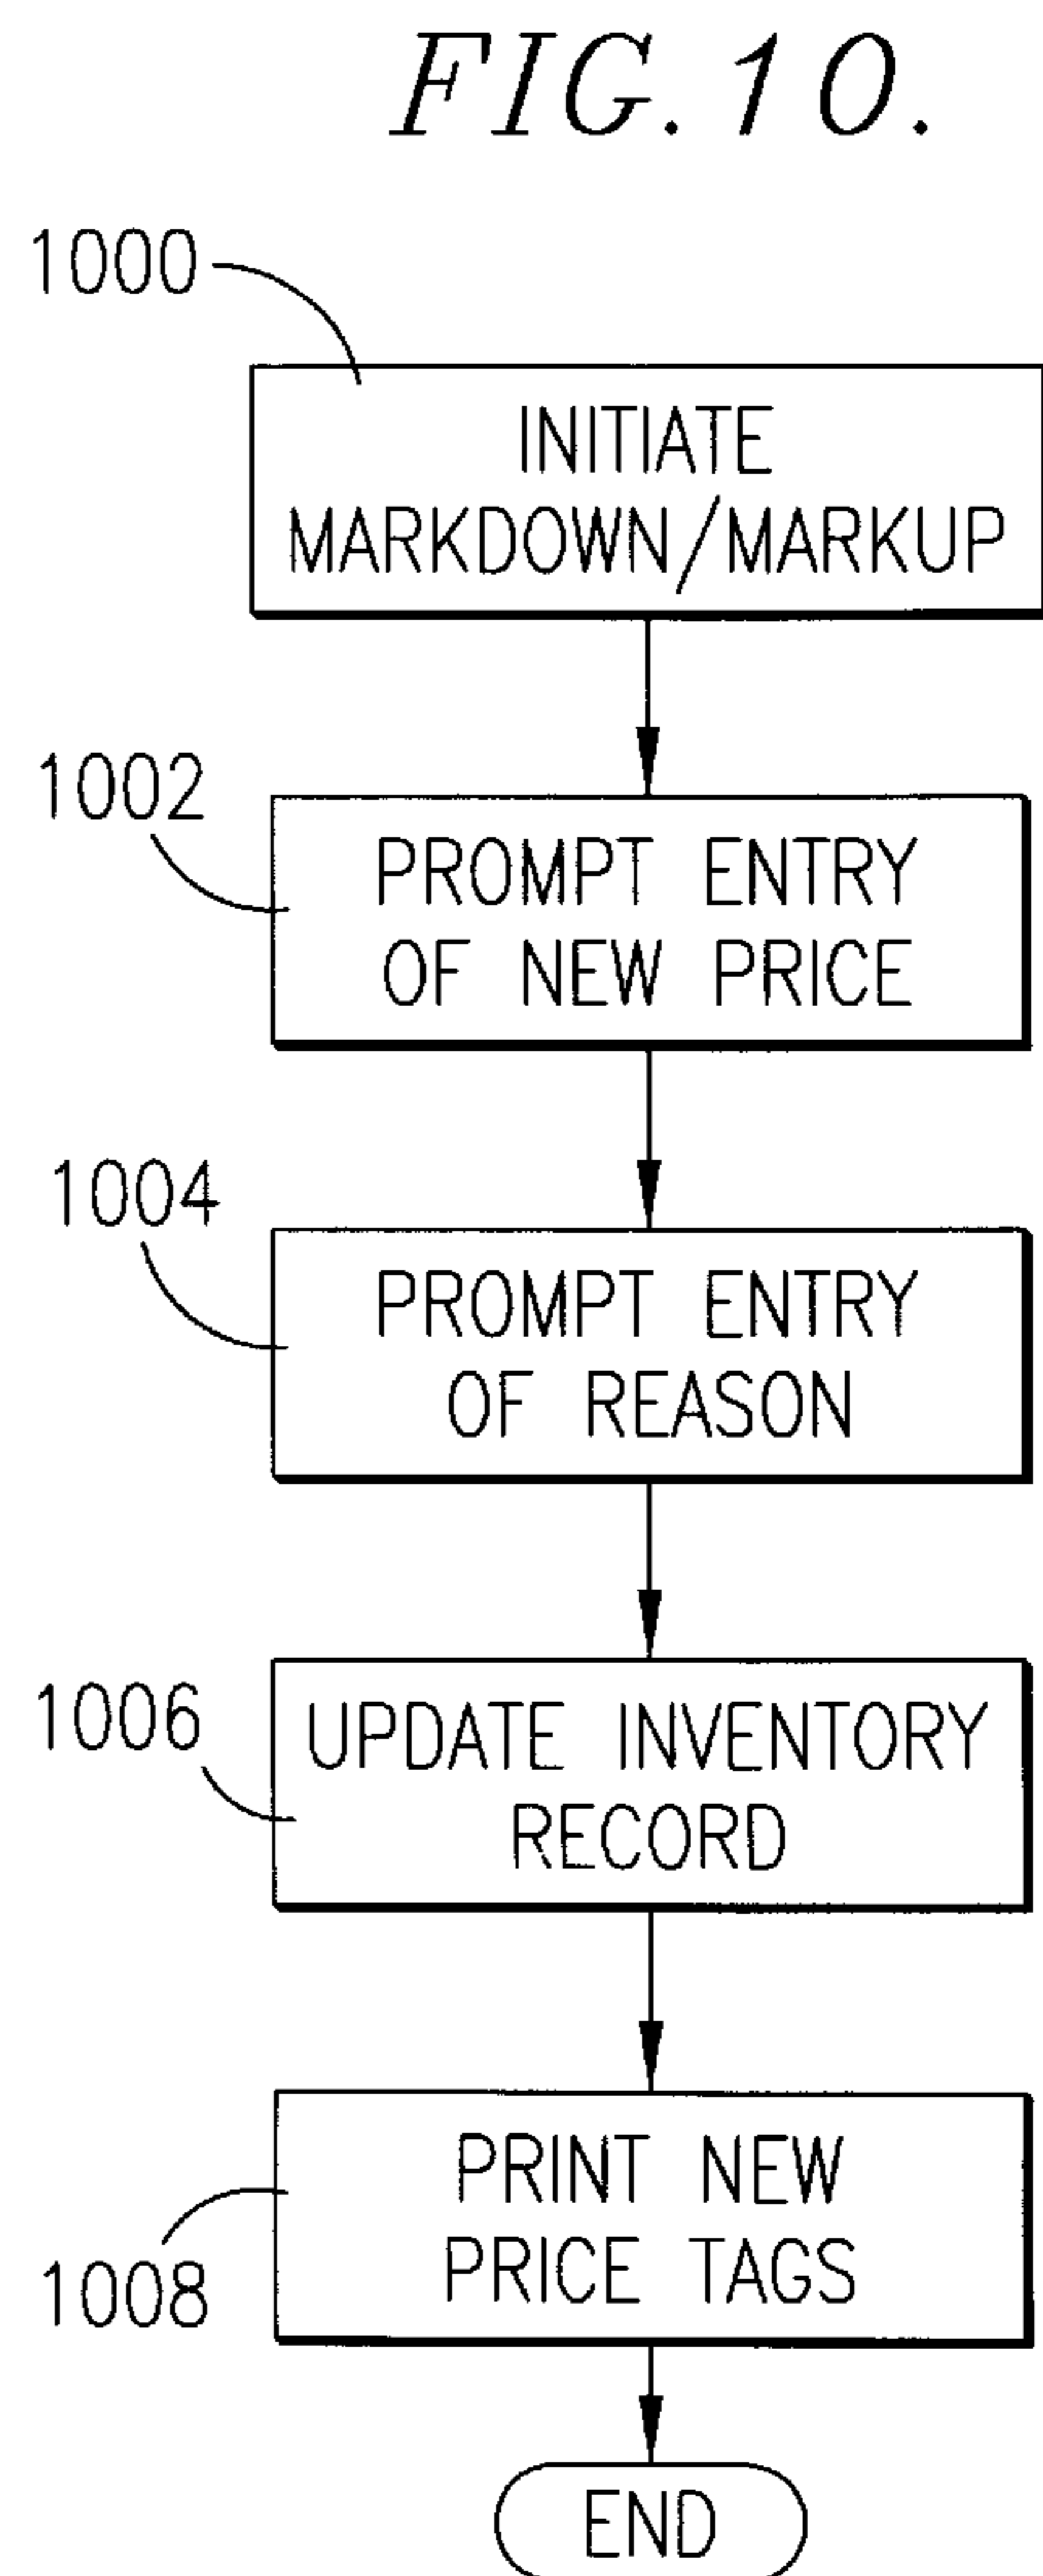 FIG. 10.
1000
INITIATE
MARKDOWN/MARKUP
1002
PROMPT ENTRY
OF NEW PRICE
1004
PROMPT ENTRY
OF REASON
1006
UPDATE INVENTORY
RECORD
PRINT NEW
PRICE TAGS
1008
END